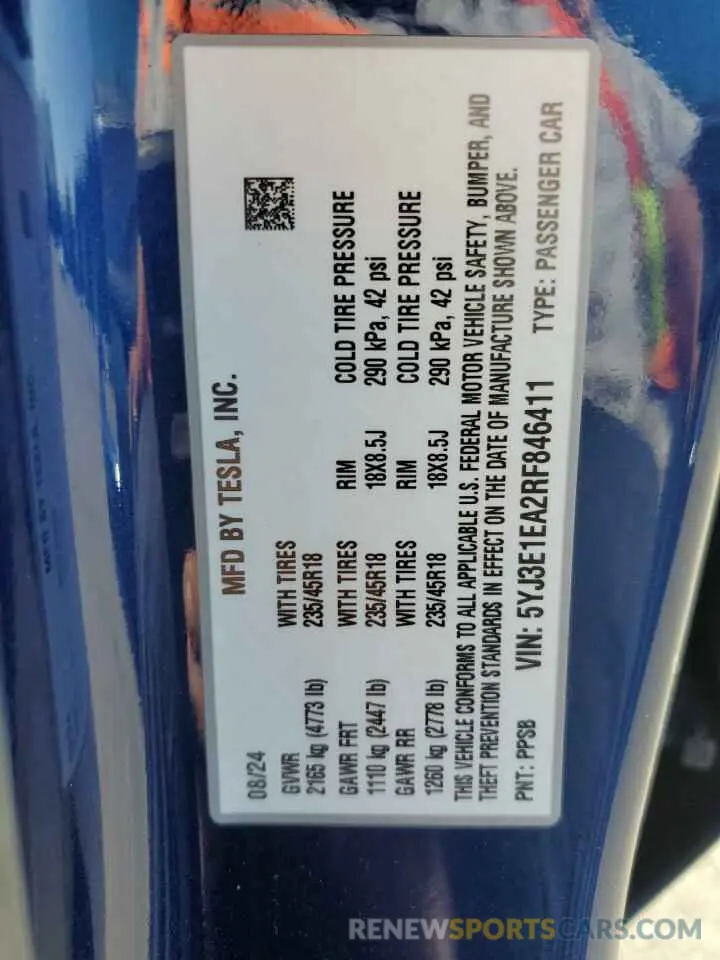 MFD BY TESLA, INC.
08/24
GVWR WITH TIRES
2165 kg (4773 lb) 235/45R18
GAWR FRT WITH TIRES RIM COLD TIRE PRESSURE
1110 kg (2447 lb) 235/45R18 18X8.5J 290 kPa, 42 psi
GAWR RR WITH TIRES RIM COLD TIRE PRESSURE
1260 kg (2778 lb) 235/45R18 18X8.5J 290 kPa, 42 psi
THIS VEHICLE CONFORMS TO ALL APPLICABLE U.S. FEDERAL MOTOR VEHICLE SAFETY, BUMPER, AND
THEFT PREVENTION STANDARDS IN EFFECT ON THE DATE OF MANUFACTURE SHOWN ABOVE.
PNT: PPSB VIN: 5YJ3E1EA2RF846411 TYPE: PASSENGER CAR
RENEWSPORTSCARS.COM